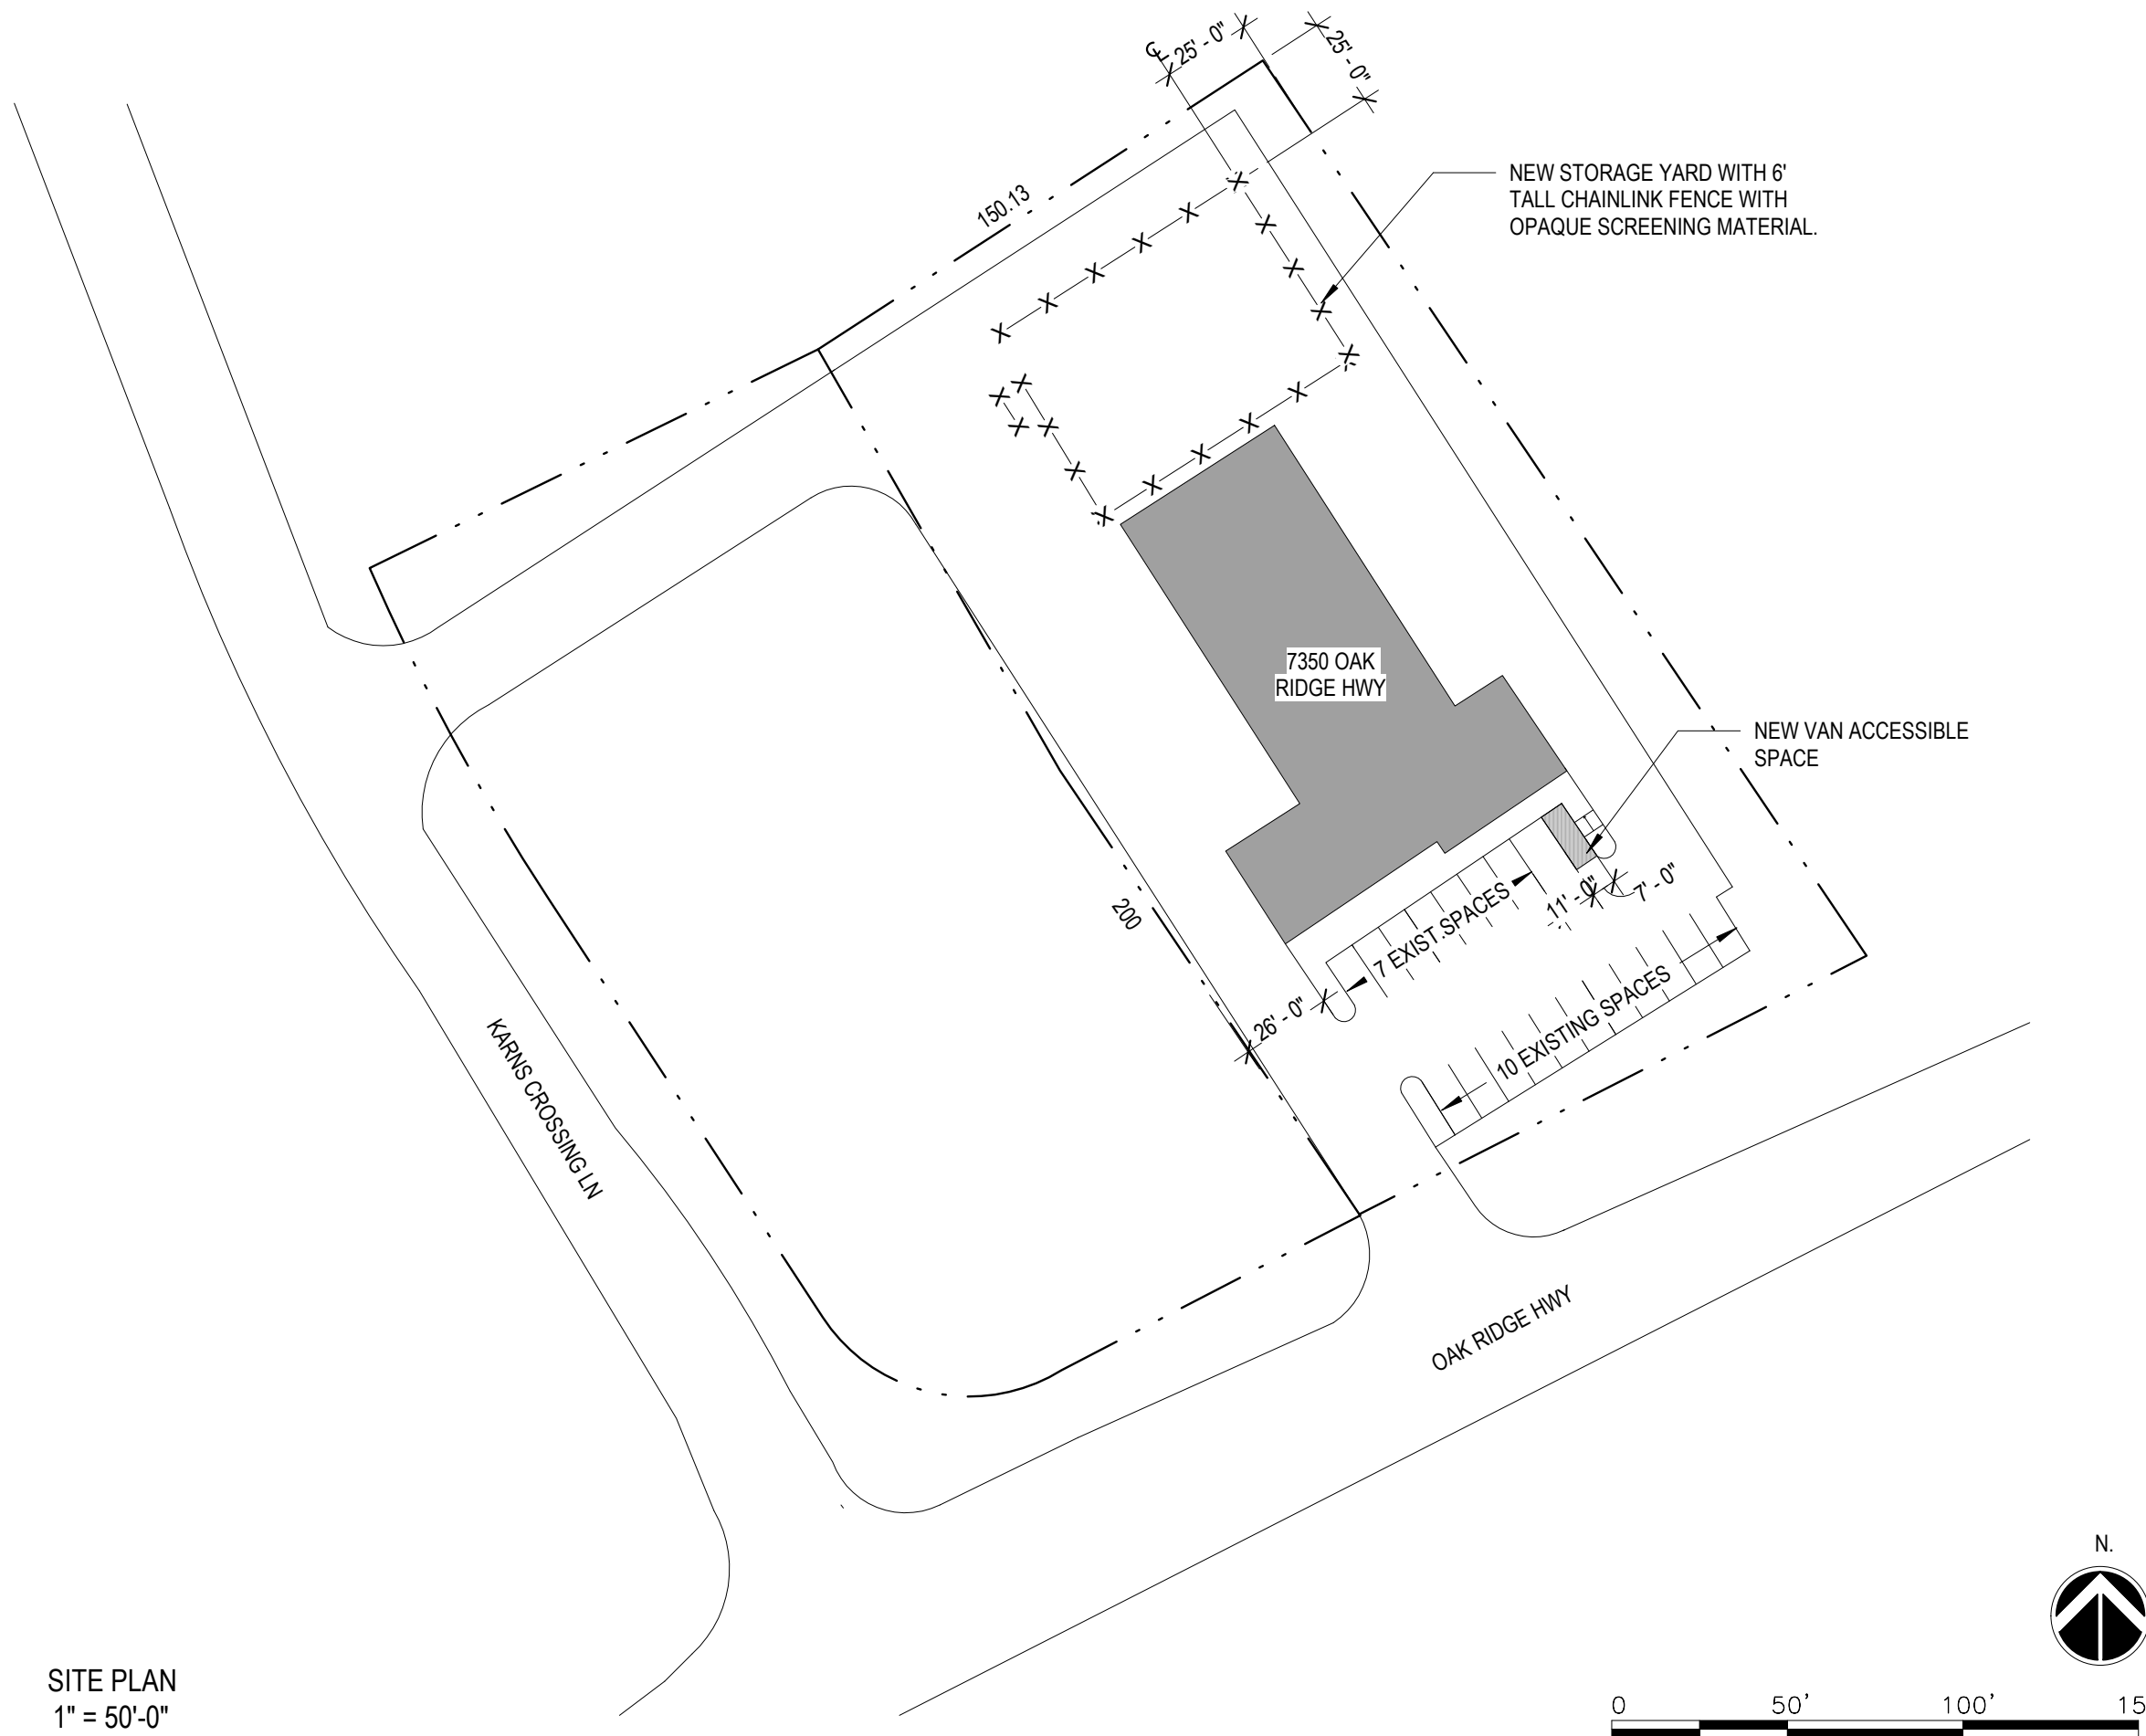 ℄
25' - 0"
25' - 0"
150.13
NEW STORAGE YARD WITH 6'
TALL CHAINLINK FENCE WITH
OPAQUE SCREENING MATERIAL.
7350 OAK
RIDGE HWY
NEW VAN ACCESSIBLE
SPACE
200
7 EXIST.SPACES
11' - 0"
7' - 0"
26' - 0"
10 EXISTING SPACES
KARNS CROSSING LN
OAK RIDGE HWY
N.
SITE PLAN
1" = 50'-0"
0 50' 100' 15